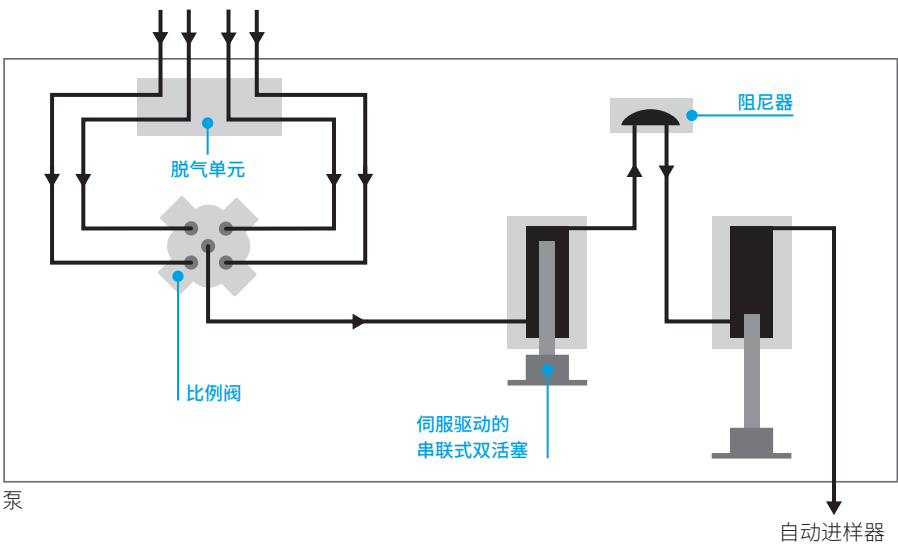 阻尼器
脱气单元
比例阀
伺服驱动的
串联式双活塞
泵
自动进样器